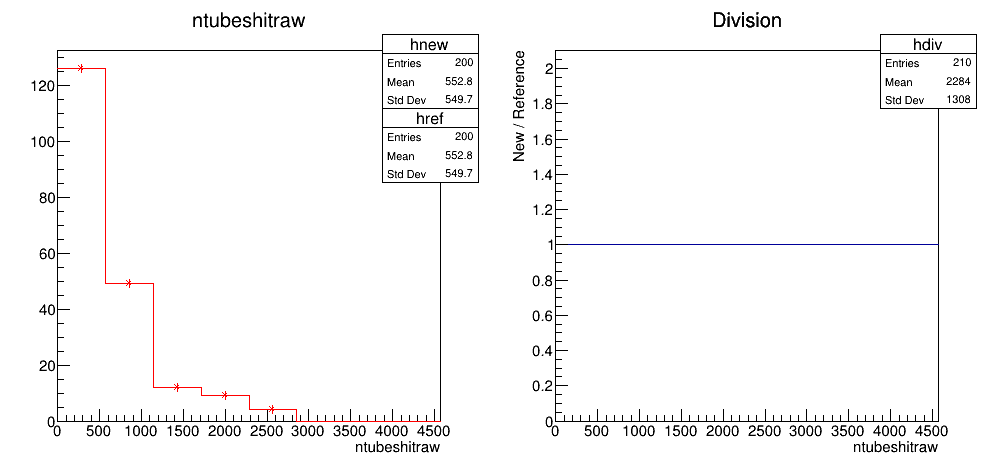 ntubeshitraw
hnew
Entries 200
Mean 552.8
Std Dev 549.7
href
Entries 200
Mean 552.8
Std Dev 549.7
120
100
80
60
40
20
0
0 500 1000 1500 2000 2500 3000 3500 4000 4500
ntubeshitraw
Division
hdiv
Entries 210
Mean 2284
Std Dev 1308
New / Reference
2
1.8
1.6
1.4
1.2
1
0.8
0.6
0.4
0.2
0
0 500 1000 1500 2000 2500 3000 3500 4000 4500
ntubeshitraw